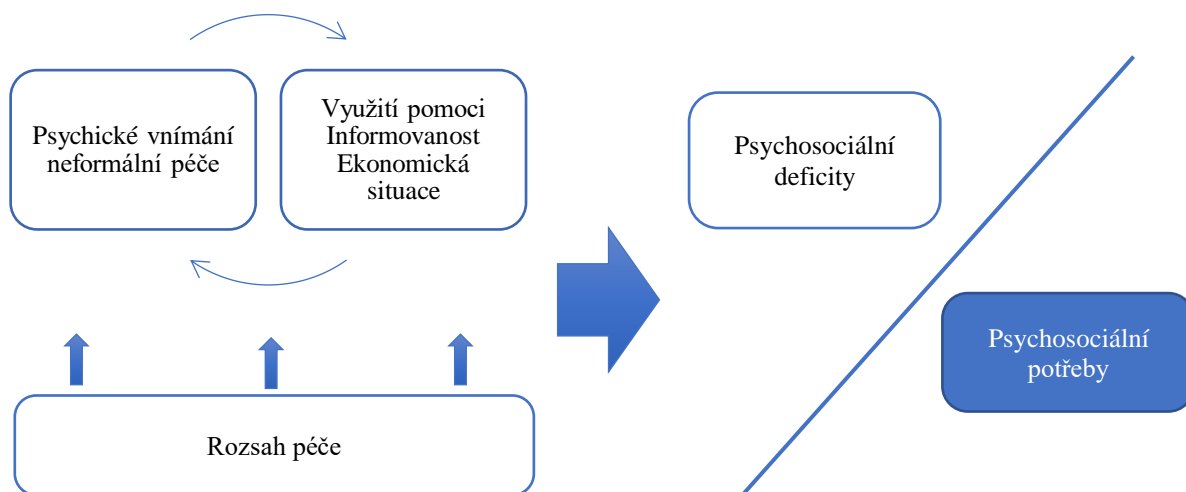 Psychické vnímání
neformální péče
Využití pomoci
Informovanost
Ekonomická
situace
Psychosociální
deficity
Psychosociální
potřeby
Rozsah péče